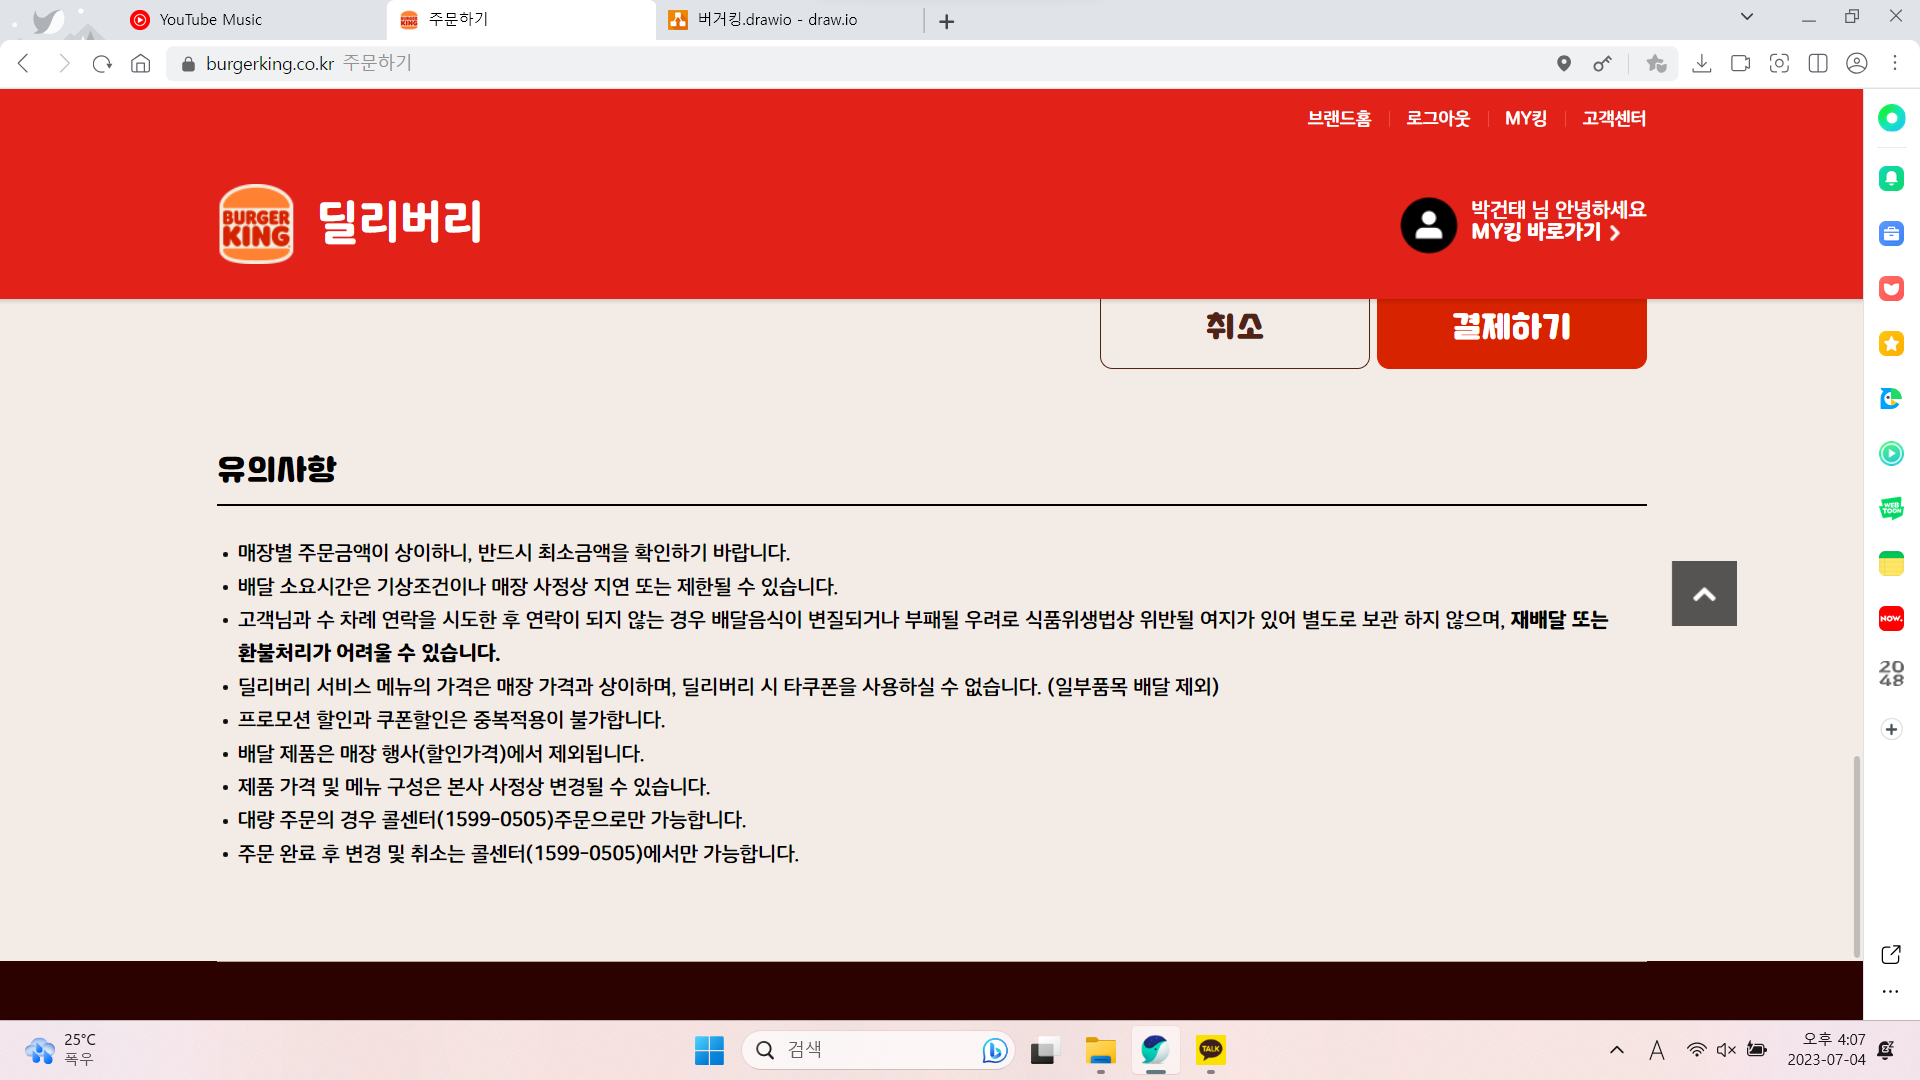 YouTube Music
주문하기
버거킹.drawio - draw.io
burgerking.co.kr 주문하기
브랜드홈
로그아웃
MY킹
고객센터
BURGER KING
딜리버리
박건태 님 안녕하세요
MY킹 바로가기
취소
결제하기
유의사항
• 매장별 주문금액이 상이하니, 반드시 최소금액을 확인하기 바랍니다.
• 배달 소요시간은 기상조건이나 매장 사정상 지연 또는 제한될 수 있습니다.
• 고객님과 수 차례 연락을 시도한 후 연락이 되지 않는 경우 배달음식이 변질되거나 부패될 우려로 식품위생법상 위반될 여지가 있어 별도로 보관 하지 않으며, 재배달 또는
환불처리가 어려울 수 있습니다.
• 딜리버리 서비스 메뉴의 가격은 매장 가격과 상이하며, 딜리버리 시 타쿠폰을 사용하실 수 없습니다. (일부품목 배달 제외)
• 프로모션 할인과 쿠폰할인은 중복적용이 불가합니다.
• 배달 제품은 매장 행사(할인가격)에서 제외됩니다.
• 제품 가격 및 메뉴 구성은 본사 사정상 변경될 수 있습니다.
• 대량 주문의 경우 콜센터(1599-0505)주문으로만 가능합니다.
• 주문 완료 후 변경 및 취소는 콜센터(1599-0505)에서만 가능합니다.
WEB
TOON
NOW.
20
48
25°C
폭우
검색
TALK
A
오후 4:07
2023-07-04